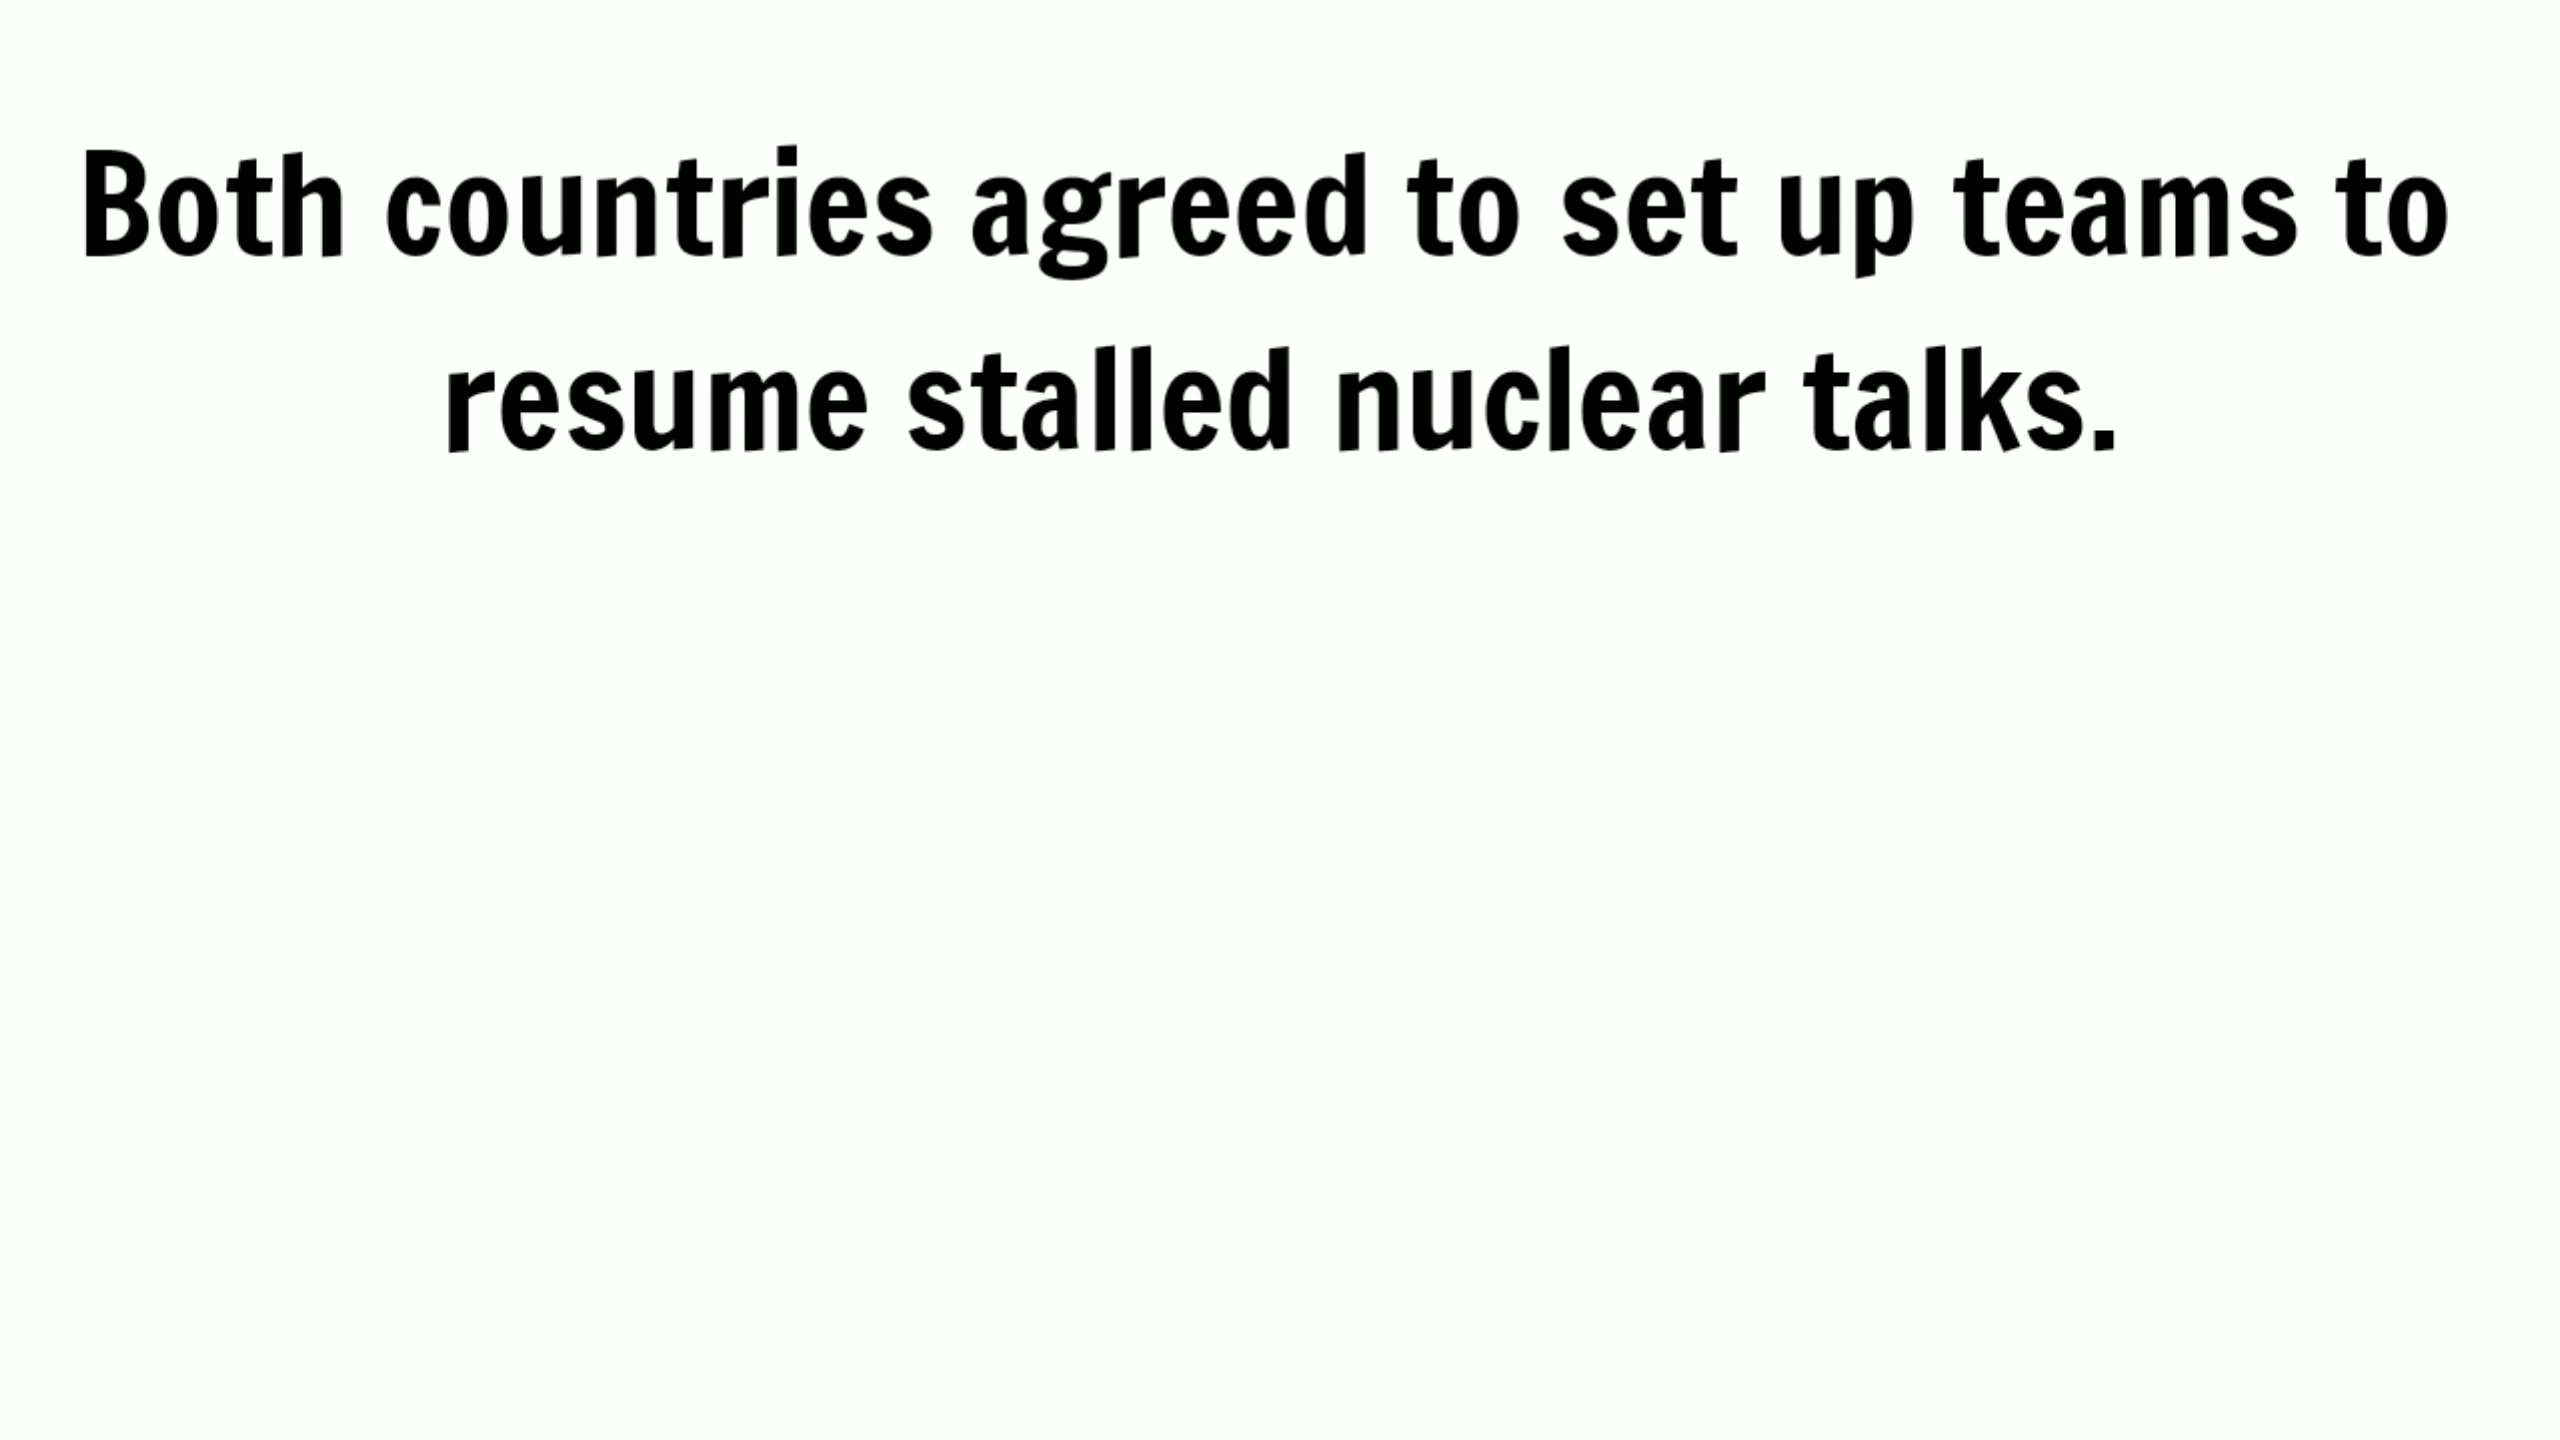 Both countries agreed to set up teams to
resume stalled nuclear talks.